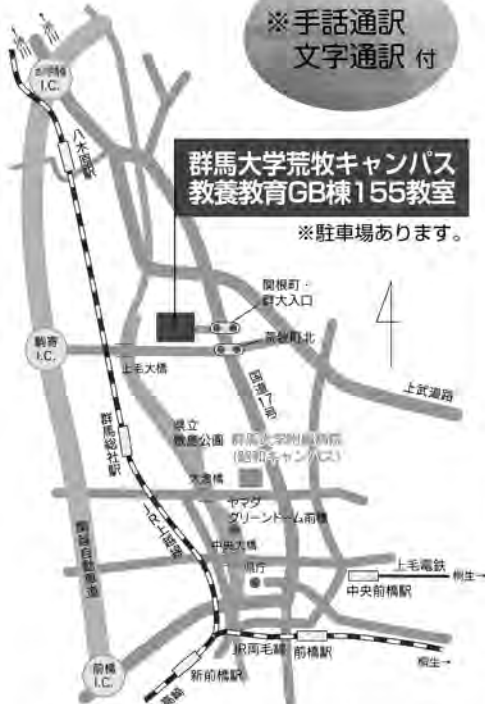 ※手話通訳
文字通訳 付
I.C.
八木原駅
群馬大学荒牧キャンパス
教養教育GB棟155教室
※駐車場あります。
関根町・
群大入口
荒牧町北
駒寄
I.C.
上毛大橋
国道17号
上武道路
県立
敷島公園
群馬大学附属病院
(昭和キャンパス)
群馬総社駅
大渡橋
ヤマダ
グリーンドーム前橋
JR上越線
中央大橋
県庁
関越自動車道
上毛電鉄
桐生→
中央前橋駅
JR両毛線
前橋駅
桐生→
新前橋駅
前橋
I.C.
高崎